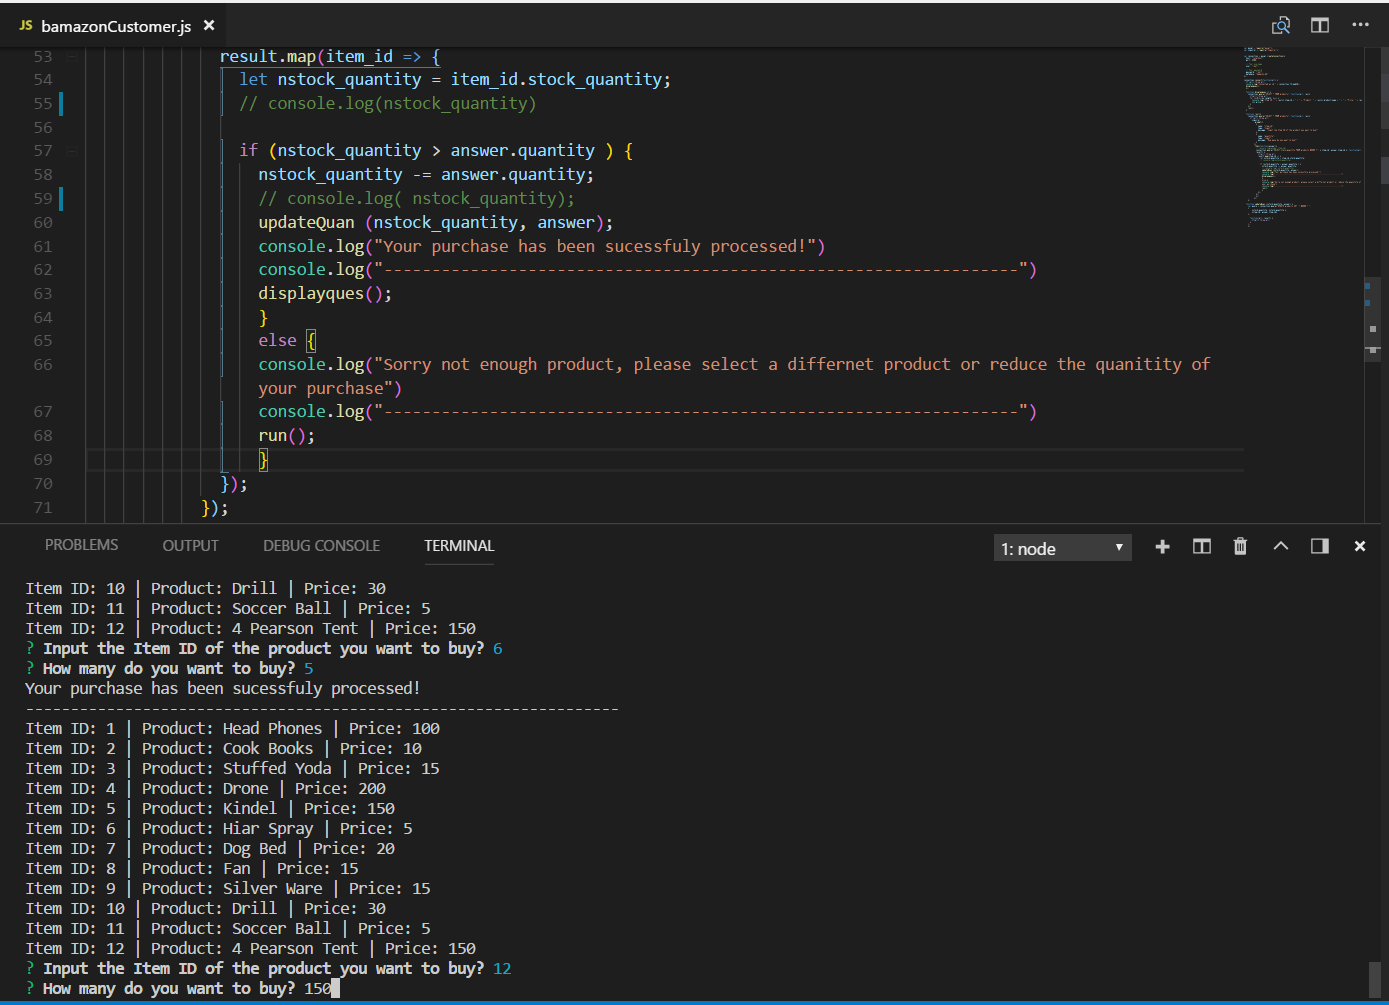 JS bamazonCustomer.js ×
53 result.map(item_id => {
54 let nstock_quantity = item_id.stock_quantity;
55 // console.log(nstock_quantity)
56
57 if (nstock_quantity > answer.quantity ) {
58 nstock_quantity -= answer.quantity;
59 // console.log( nstock_quantity);
60 updateQuan (nstock_quantity, answer);
61 console.log("Your purchase has been sucessfuly processed!")
62 console.log("------------------------------------------------------------------")
63 displayques();
64 }
65 else {
66 console.log("Sorry not enough product, please select a differnet product or reduce the quanitity of
your purchase")
67 console.log("------------------------------------------------------------------")
68 run();
69 }
70 });
71 });
PROBLEMS OUTPUT DEBUG CONSOLE TERMINAL 1: node
Item ID: 10 | Product: Drill | Price: 30
Item ID: 11 | Product: Soccer Ball | Price: 5
Item ID: 12 | Product: 4 Pearson Tent | Price: 150
? Input the Item ID of the product you want to buy? 6
? How many do you want to buy? 5
Your purchase has been sucessfuly processed!
------------------------------------------------------------------
Item ID: 1 | Product: Head Phones | Price: 100
Item ID: 2 | Product: Cook Books | Price: 10
Item ID: 3 | Product: Stuffed Yoda | Price: 15
Item ID: 4 | Product: Drone | Price: 200
Item ID: 5 | Product: Kindel | Price: 150
Item ID: 6 | Product: Hiar Spray | Price: 5
Item ID: 7 | Product: Dog Bed | Price: 20
Item ID: 8 | Product: Fan | Price: 15
Item ID: 9 | Product: Silver Ware | Price: 15
Item ID: 10 | Product: Drill | Price: 30
Item ID: 11 | Product: Soccer Ball | Price: 5
Item ID: 12 | Product: 4 Pearson Tent | Price: 150
? Input the Item ID of the product you want to buy? 12
? How many do you want to buy? 150